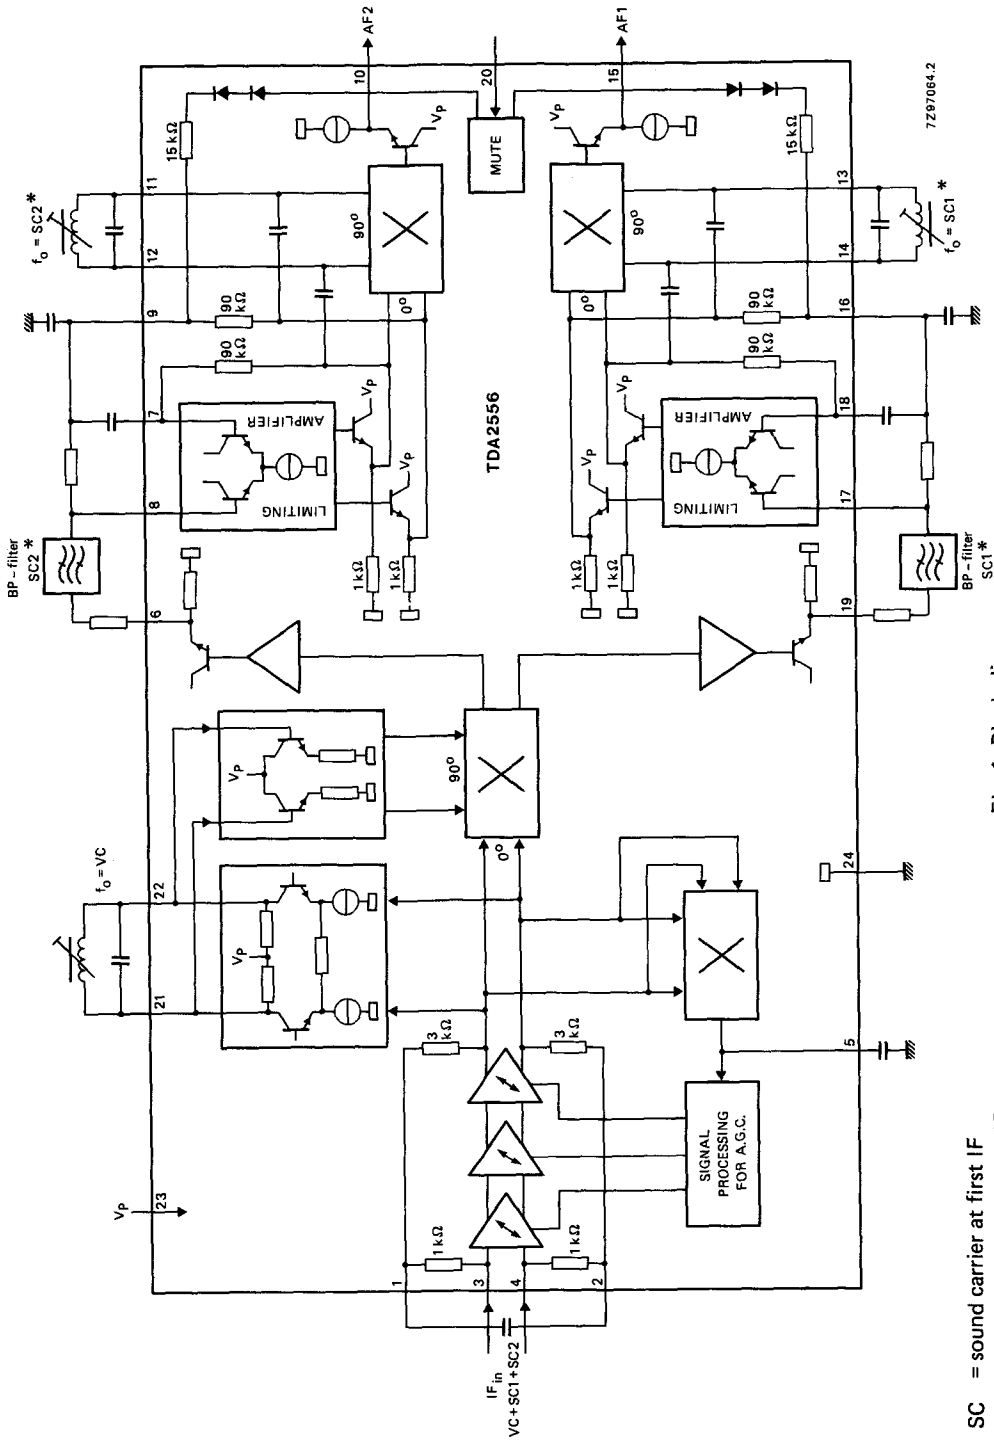 AF2
10
20
15
AF1
7Z97064.2
15 kΩ
Vp
MUTE
Vp
15 kΩ
fo = SC2*
11
12
90°
0°
90°
0°
13
14
fo = SC1*
9
90 kΩ
90 kΩ
90 kΩ
90 kΩ
16
7
8
LIMITING AMPLIFIER
Vp
Vp
TDA2556
Vp
Vp
LIMITING AMPLIFIER
18
17
BP-filter
SC2*
1 kΩ
1 kΩ
1 kΩ
1 kΩ
BP-filter
SC1*
6
19
Vp
90°
0°
fo = VC
22
21
Vp
24
5
3 kΩ
3 kΩ
SIGNAL
PROCESSING
FOR A.G.C.
Vp
23
1 kΩ
1 kΩ
1
3
4
2
IFin
VC+SC1+SC2
SC = sound carrier at first IF